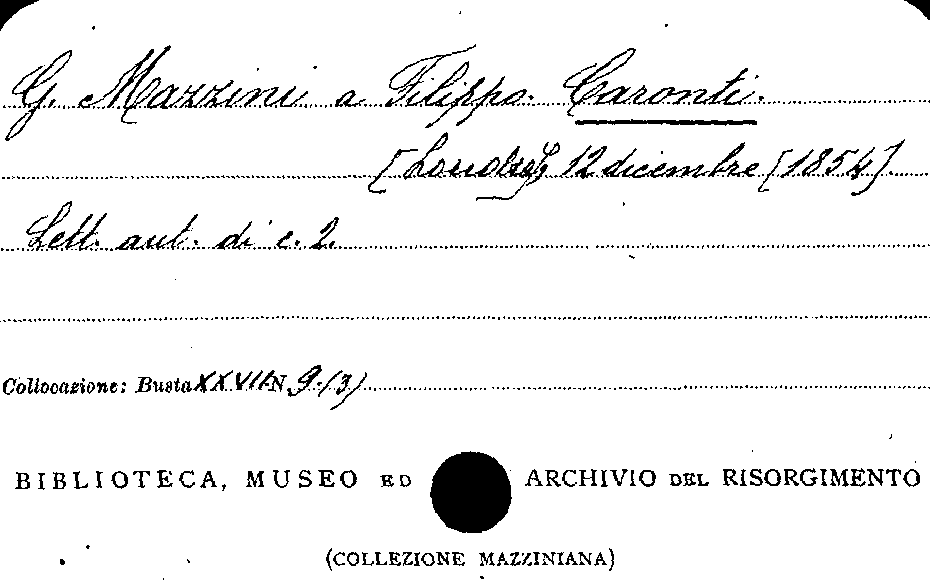 G. Mazzini a Filippo Caronti.
[Londra], 12 dicembre [1854].
Lett. aut. di c. 2.
Collocazione: Busta XXVII N. 9 (3)
BIBLIOTECA, MUSEO ED ARCHIVIO DEL RISORGIMENTO
(COLLEZIONE MAZZINIANA)